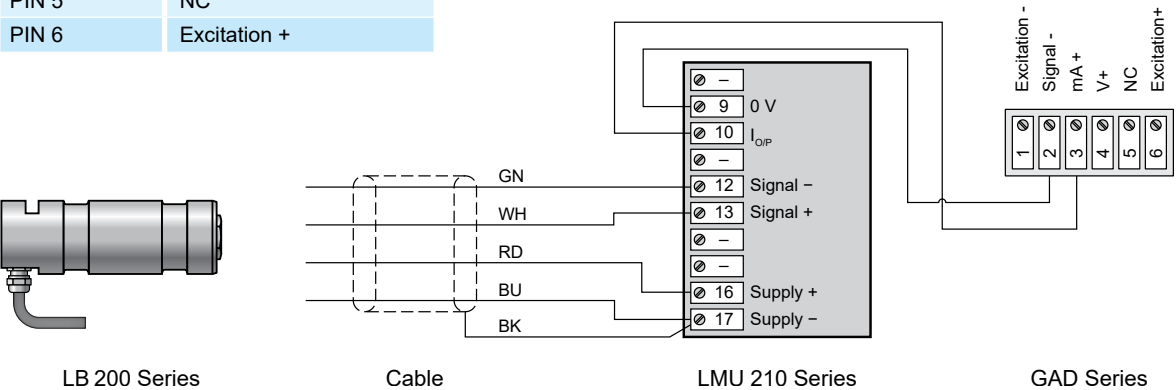 PIN 5 NC
PIN 6 Excitation +
Excitation -
Signal -
mA +
V+
NC
Excitation+
1
2
3
4
5
6
–
9 0 V
10 I O/P
–
12 Signal −
13 Signal +
–
–
16 Supply +
17 Supply −
GN
WH
RD
BU
BK
LB 200 Series
Cable
LMU 210 Series
GAD Series